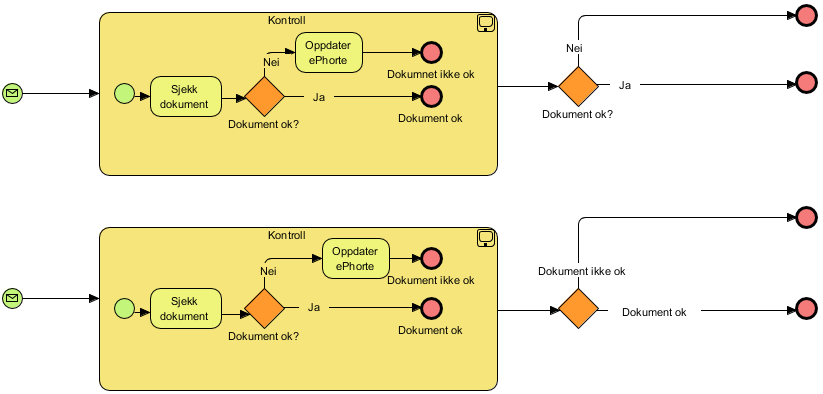 Kontroll
Oppdater
ePhorte
Nei
Dokumnet ikke ok
Sjekk
dokument
Ja
Dokument ok?
Dokument ok
Nei
Ja
Dokument ok?
Kontroll
Oppdater
ePhorte
Nei
Dokument ikke ok
Sjekk
dokument
Ja
Dokument ok?
Dokument ok
Dokument ikke ok
Dokument ok